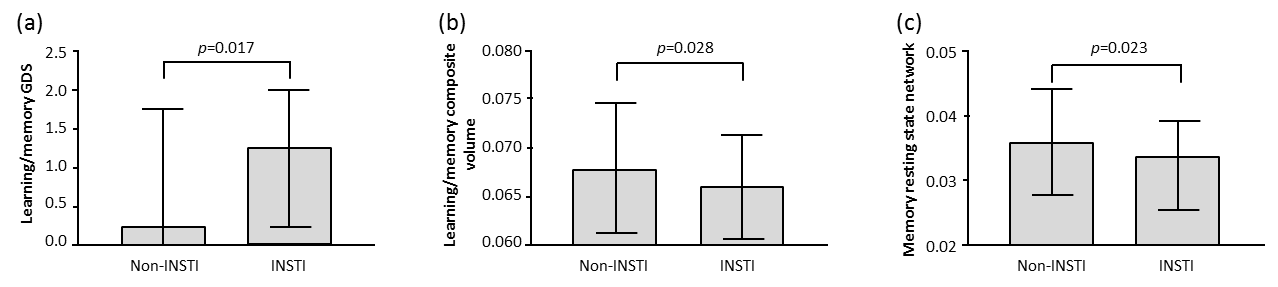 (a)
Learning/memory GDS
2.5
2.0
1.5
1.0
0.5
0.0
p=0.017
Non-INSTI
INSTI
(b)
Learning/memory composite
volume
0.080
0.075
0.070
0.065
0.060
p=0.028
Non-INSTI
INSTI
(c)
Memory resting state network
0.05
0.04
0.03
0.02
p=0.023
Non-INSTI
INSTI